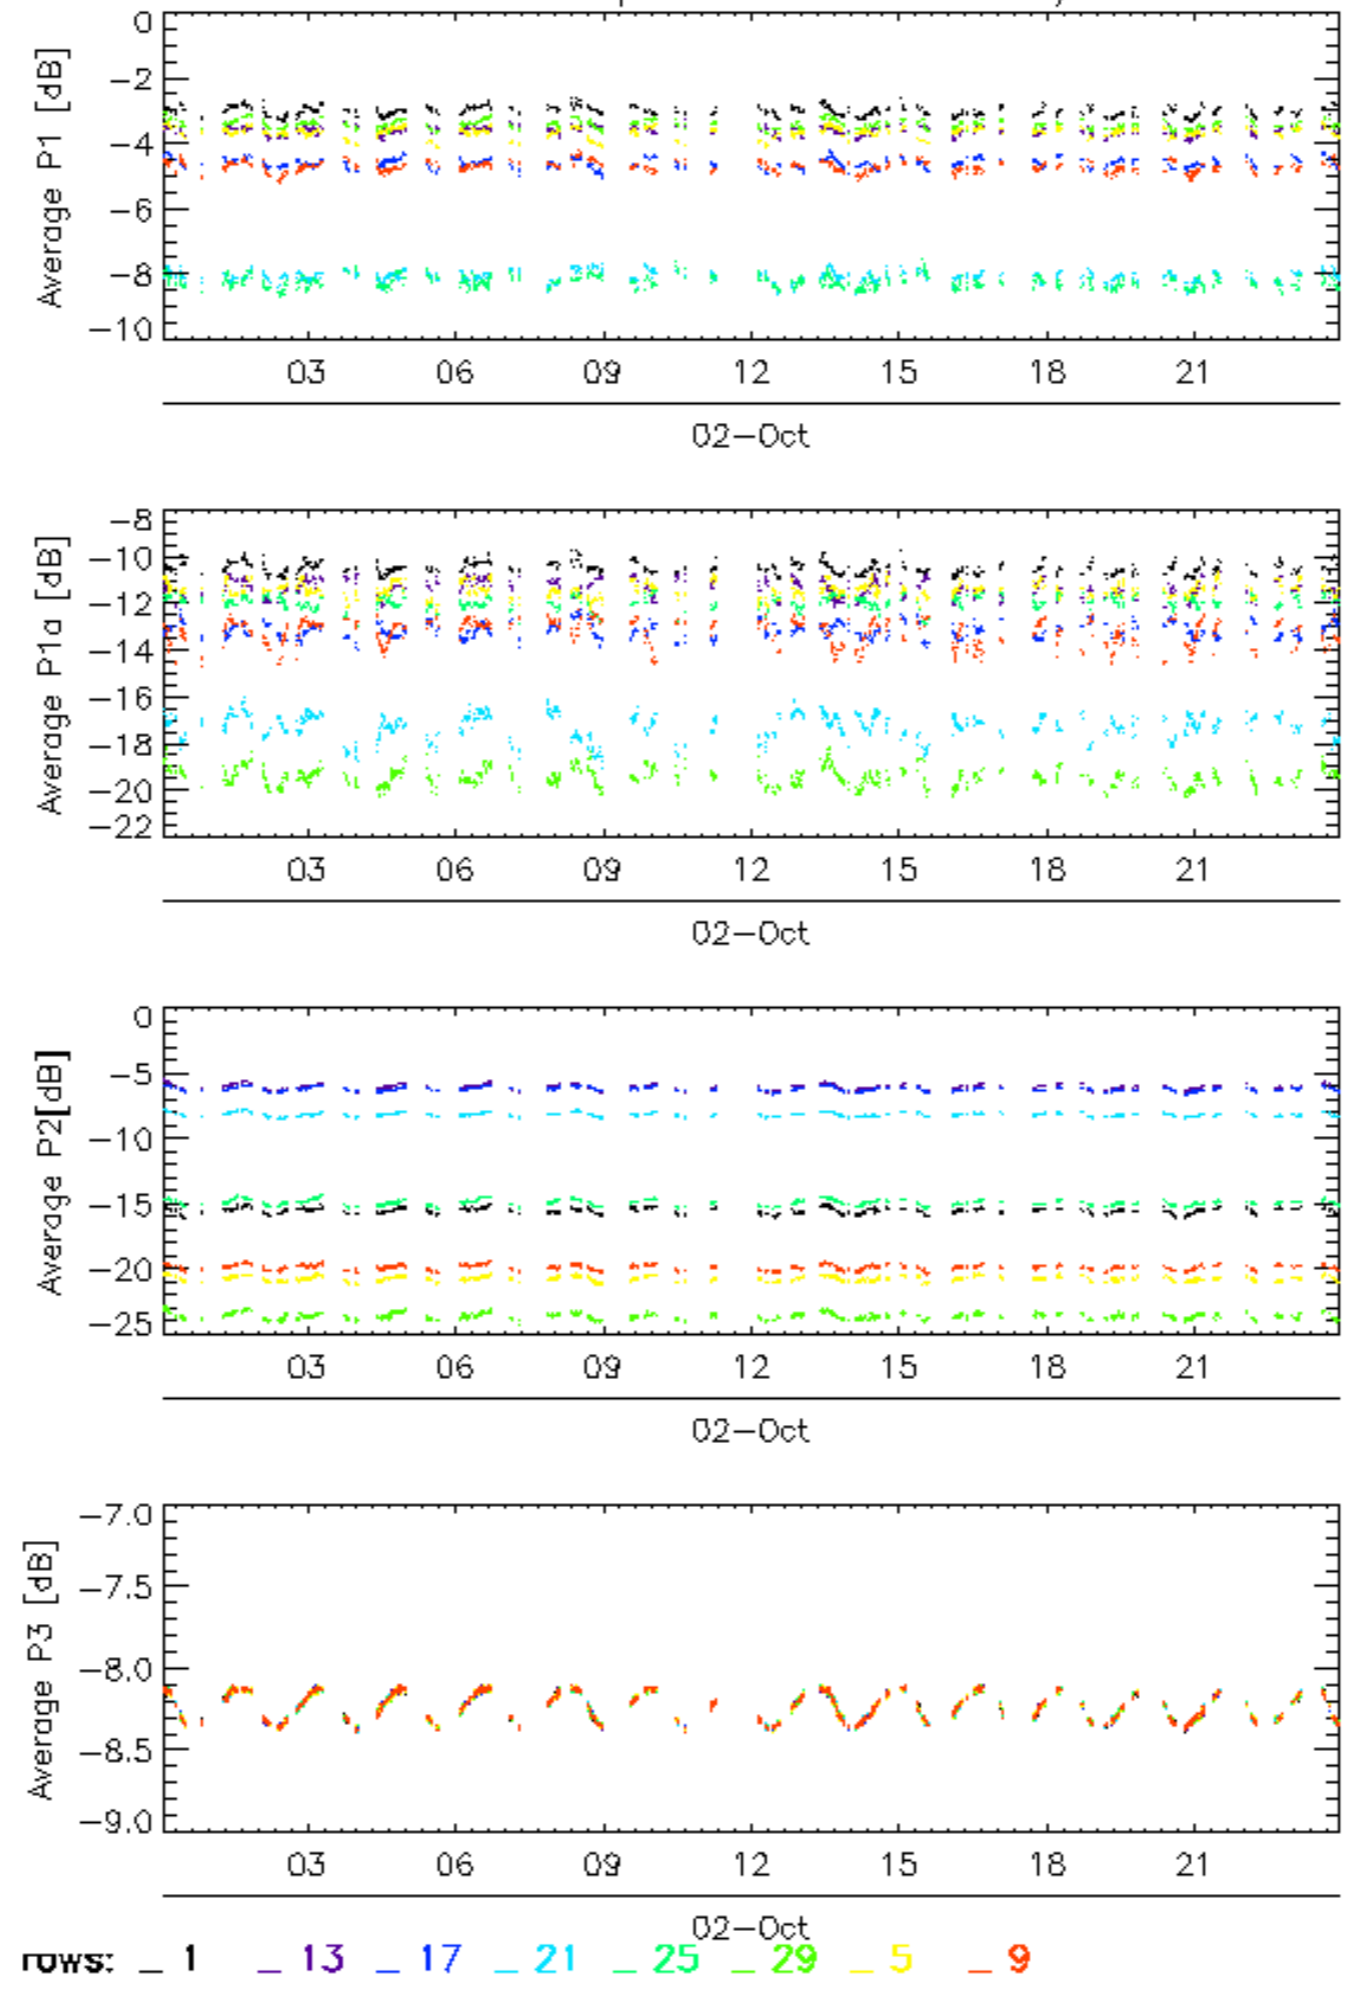 0
−2
−4
−6
−8
−10
Average P1 [dB]
03 06 09 12 15 18 21
02−Oct
−8
−10
−12
−14
−16
−18
−20
−22
Average P1a [dB]
03 06 09 12 15 18 21
02−Oct
0
−5
−10
−15
−20
−25
Average P2[dB]
03 06 09 12 15 18 21
02−Oct
−7.0
−7.5
−8.0
−8.5
−9.0
Average P3 [dB]
03 06 09 12 15 18 21
02−Oct
rows: _ 1 _ 13 _ 17 _ 21 _ 25 _ 29 _ 5 _ 9